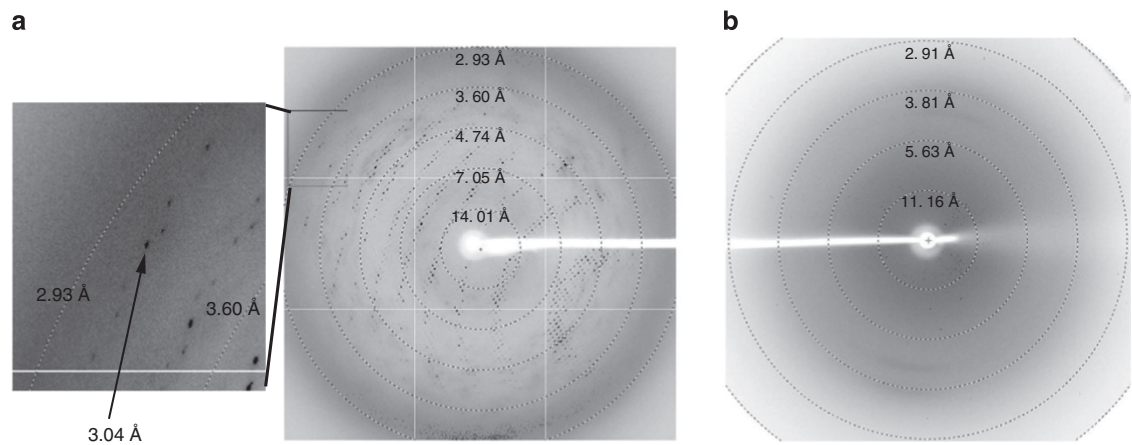 a
2.93 Å
3.60 Å
4.74 Å
7.05 Å
14.01 Å
2.93 Å
3.60 Å
3.04 Å
b
2.91 Å
3.81 Å
5.63 Å
11.16 Å